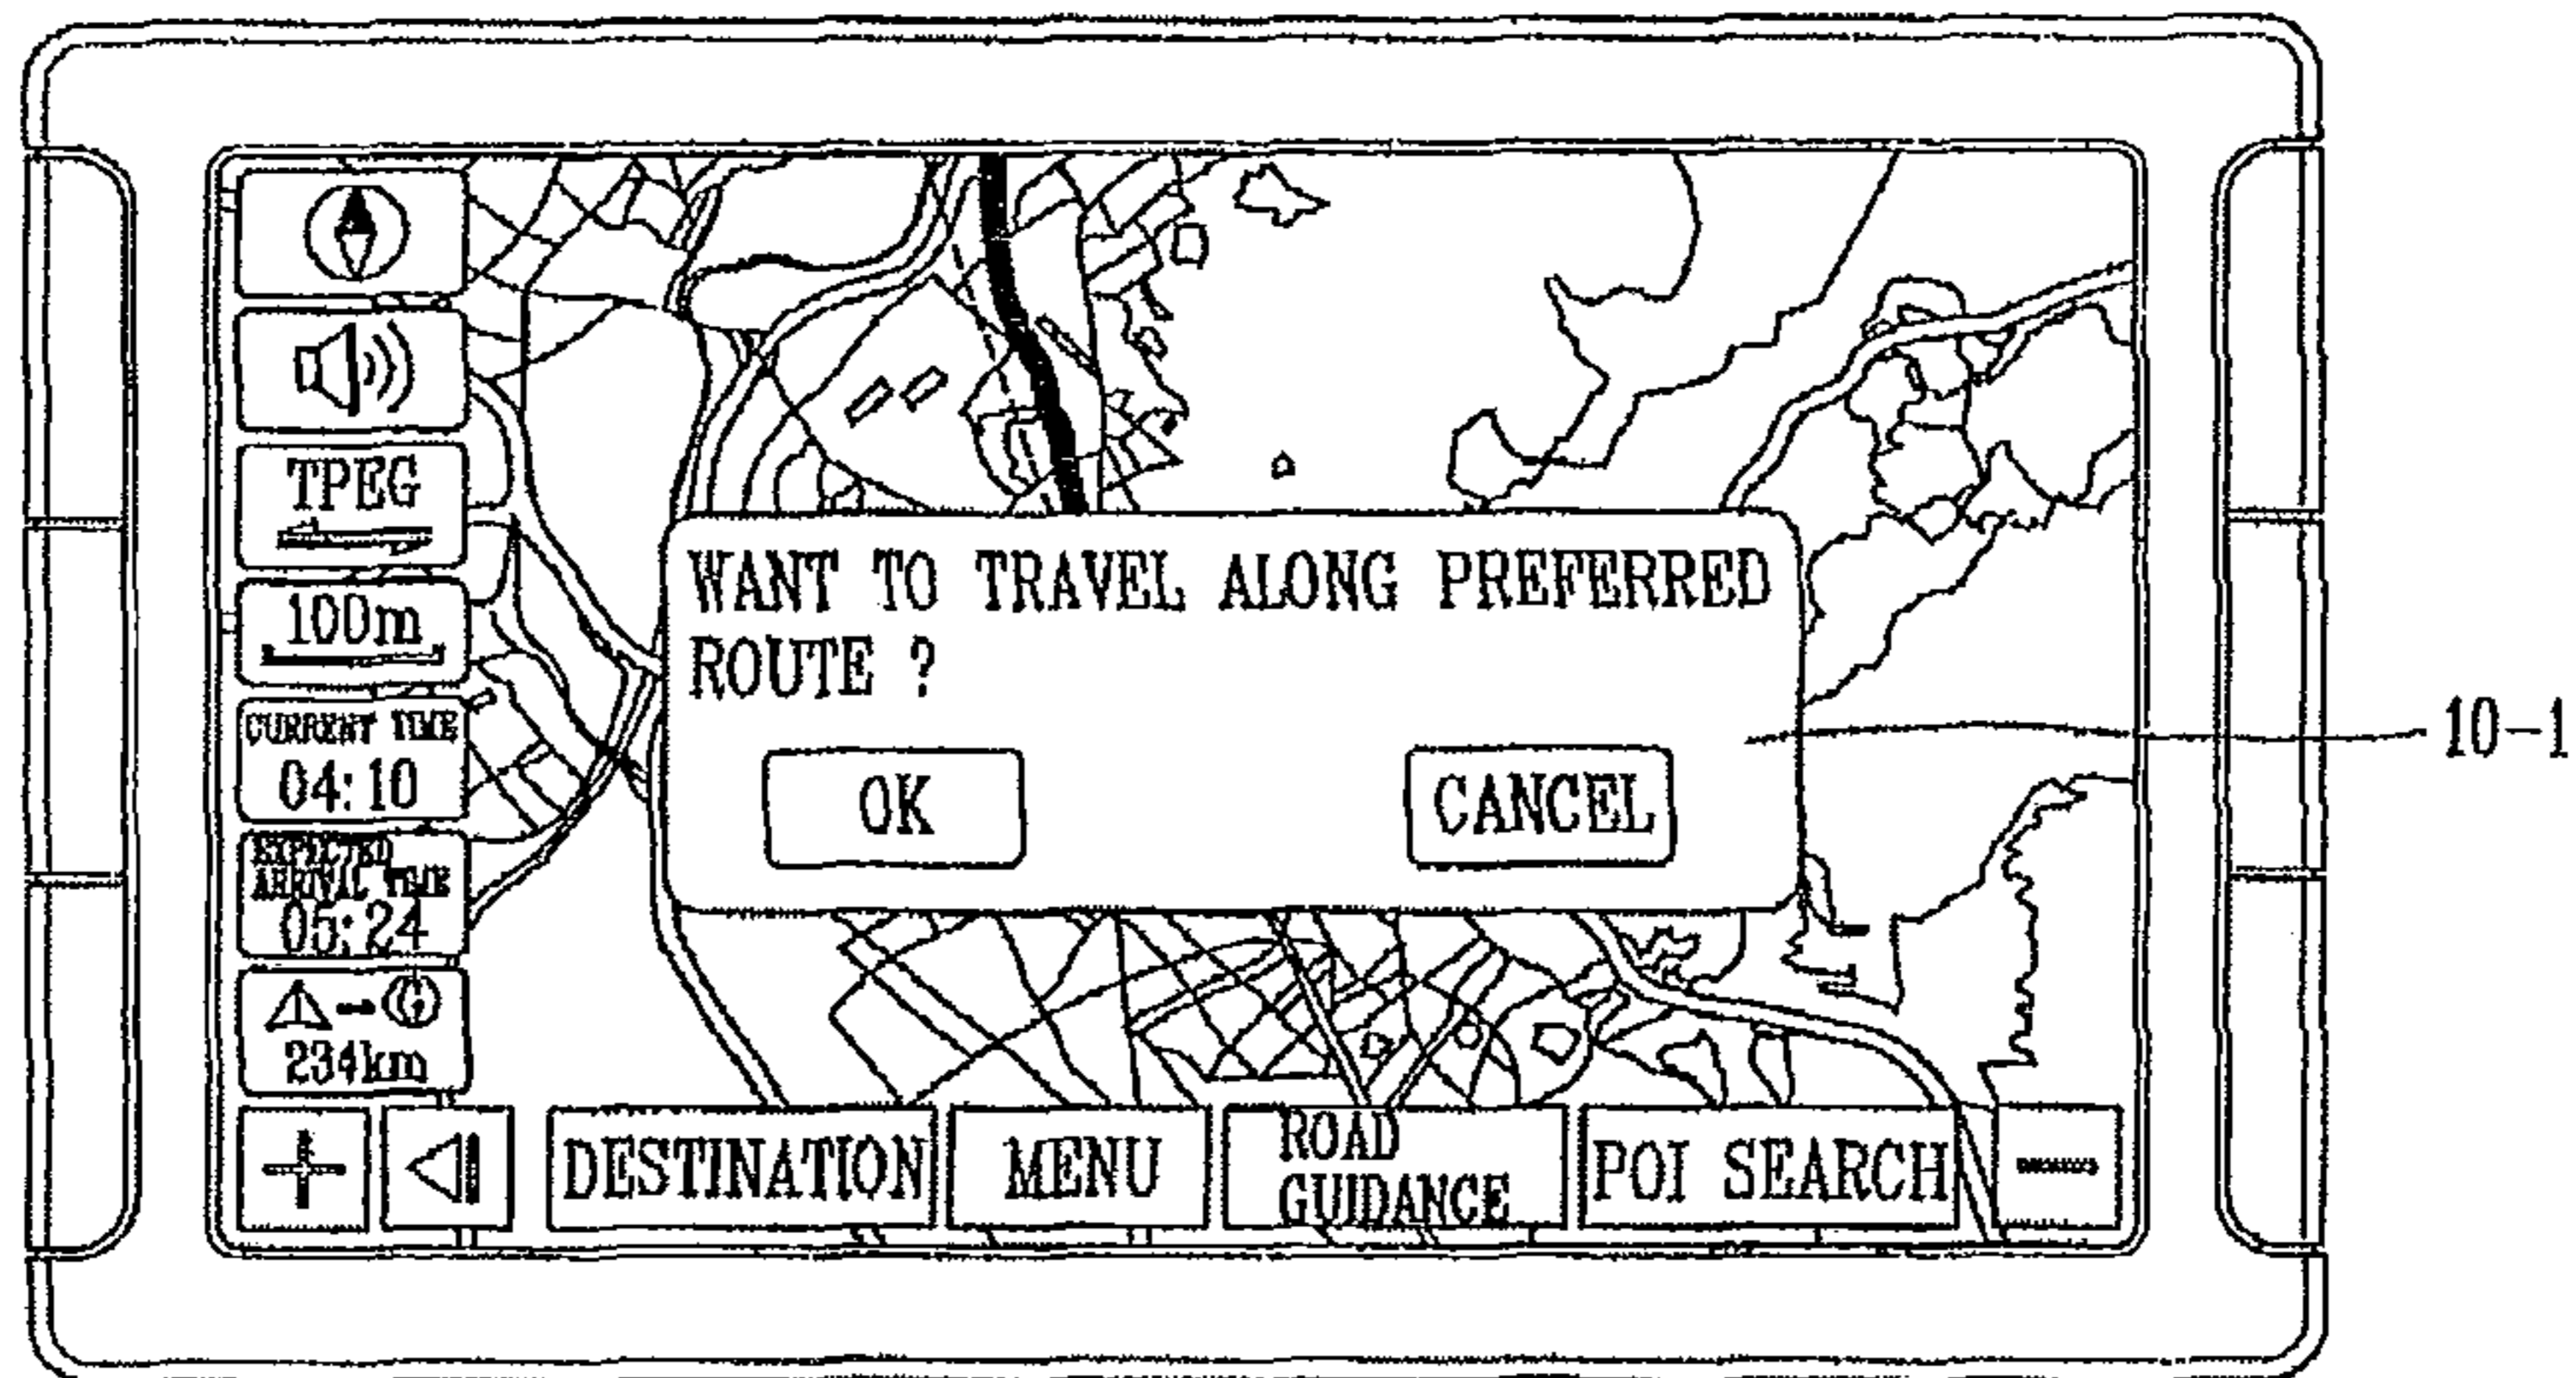 TPEG
100m
CURRENT TIME
04:10
EXPECTED
ARRIVAL TIME
05:24
234km
WANT TO TRAVEL ALONG PREFERRED
ROUTE ?
OK
CANCEL
10-1
DESTINATION
MENU
ROAD
GUIDANCE
POI SEARCH